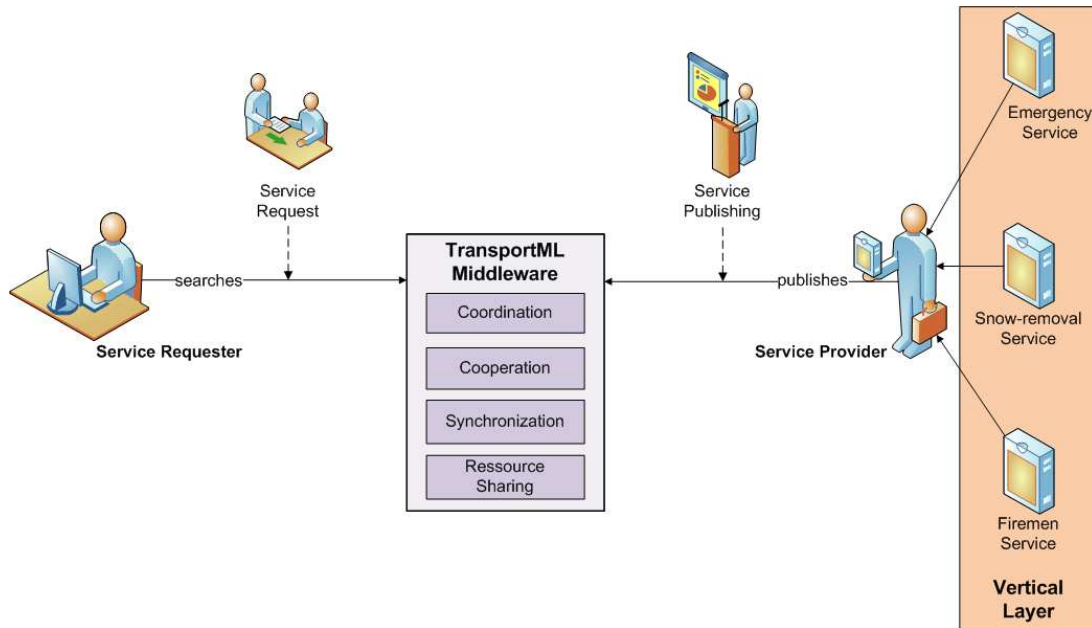 Service
Request
searches
Service Requester
TransportML
Middleware
Coordination
Cooperation
Synchronization
Ressource
Sharing
Service
Publishing
publishes
Service Provider
Emergency
Service
Snow-removal
Service
Firemen
Service
Vertical
Layer